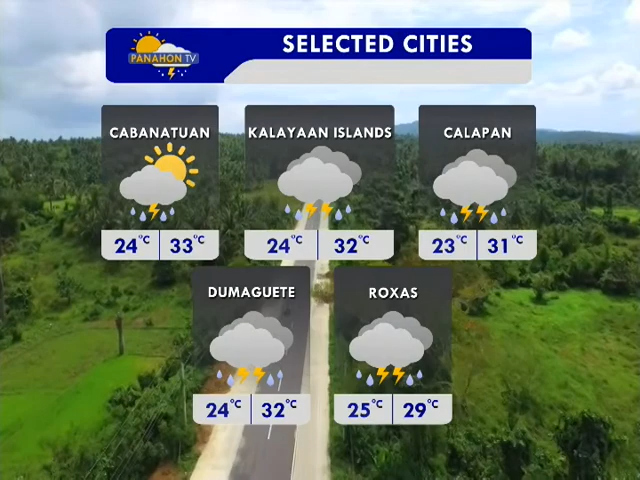 SELECTED CITIES
PANAHON TV
CABANATUAN
24°C 33°C
KALAYAAN ISLANDS
24°C 32°C
CALAPAN
23°C 31°C
DUMAGUETE
24°C 32°C
ROXAS
25°C 29°C